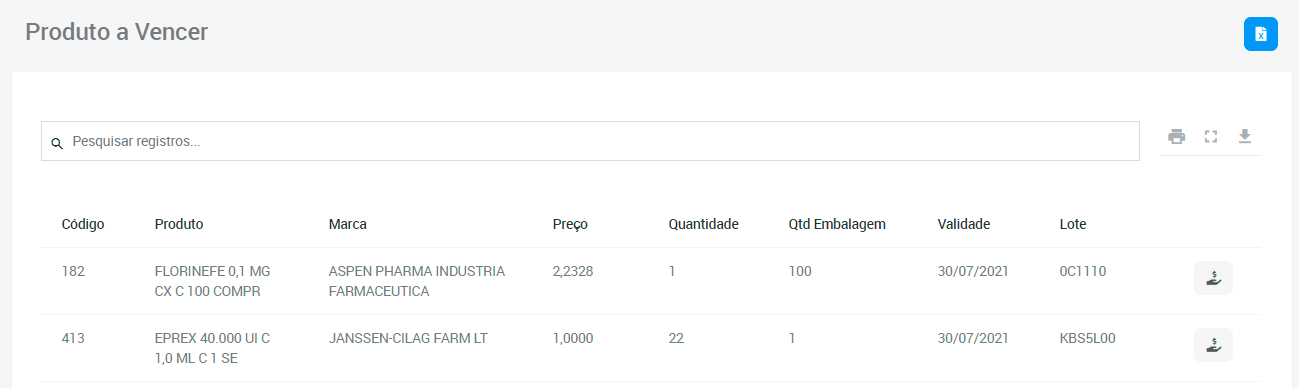 Produto a Vencer
Pesquisar registros...
Código Produto Marca Preço Quantidade Qtd Embalagem Validade Lote
182 FLORINEFE 0,1 MG ASPEN PHARMA INDUSTRIA 2,2328 1 100 30/07/2021 0C1110
CX C 100 COMPR FARMACEUTICA
413 EPREX 40.000 UI C JANSSEN-CILAG FARM LT 1,0000 22 1 30/07/2021 KBS5L00
1,0 ML C 1 SE